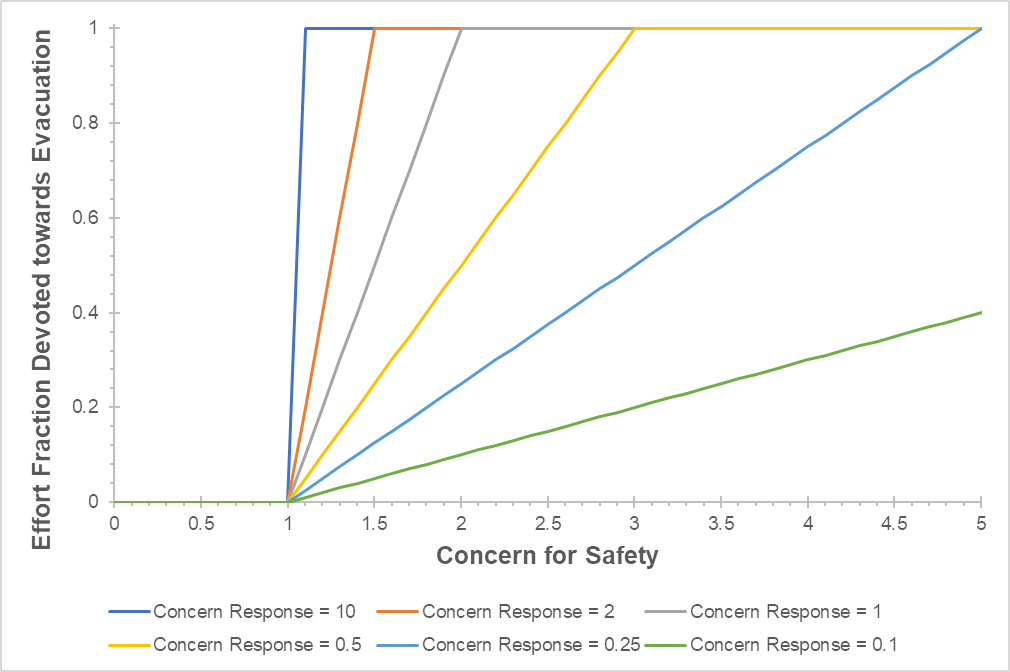 Effort Fraction Devoted towards Evacuation
1
0.8
0.6
0.4
0.2
0
0 0.5 1 1.5 2 2.5 3 3.5 4 4.5 5
Concern for Safety
Concern Response = 10 Concern Response = 2 Concern Response = 1
Concern Response = 0.5 Concern Response = 0.25 Concern Response = 0.1